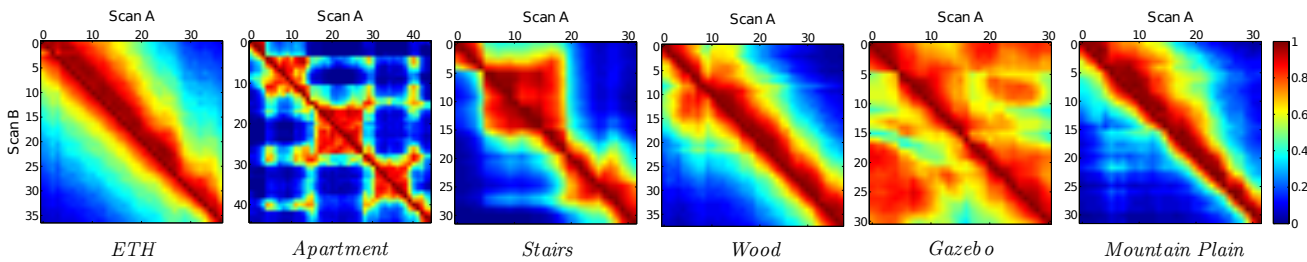 Scan A Scan A Scan A Scan A Scan A Scan A
0 10 20 30 0 10 20 30 40 0 10 20 30 0 10 20 30 0 10 20 30 0 10 20 30
Scan B
0 5 10 15 20 25 30 35
0 10 20 30 40
0 5 10 15 20 25 30
0 5 10 15 20 25 30 35
0 5 10 15 20 25 30
0 5 10 15 20 25 30
1 0.8 0.6 0.4 0.2 0
ETH Apartment Stairs Wood Gazebo Mountain Plain